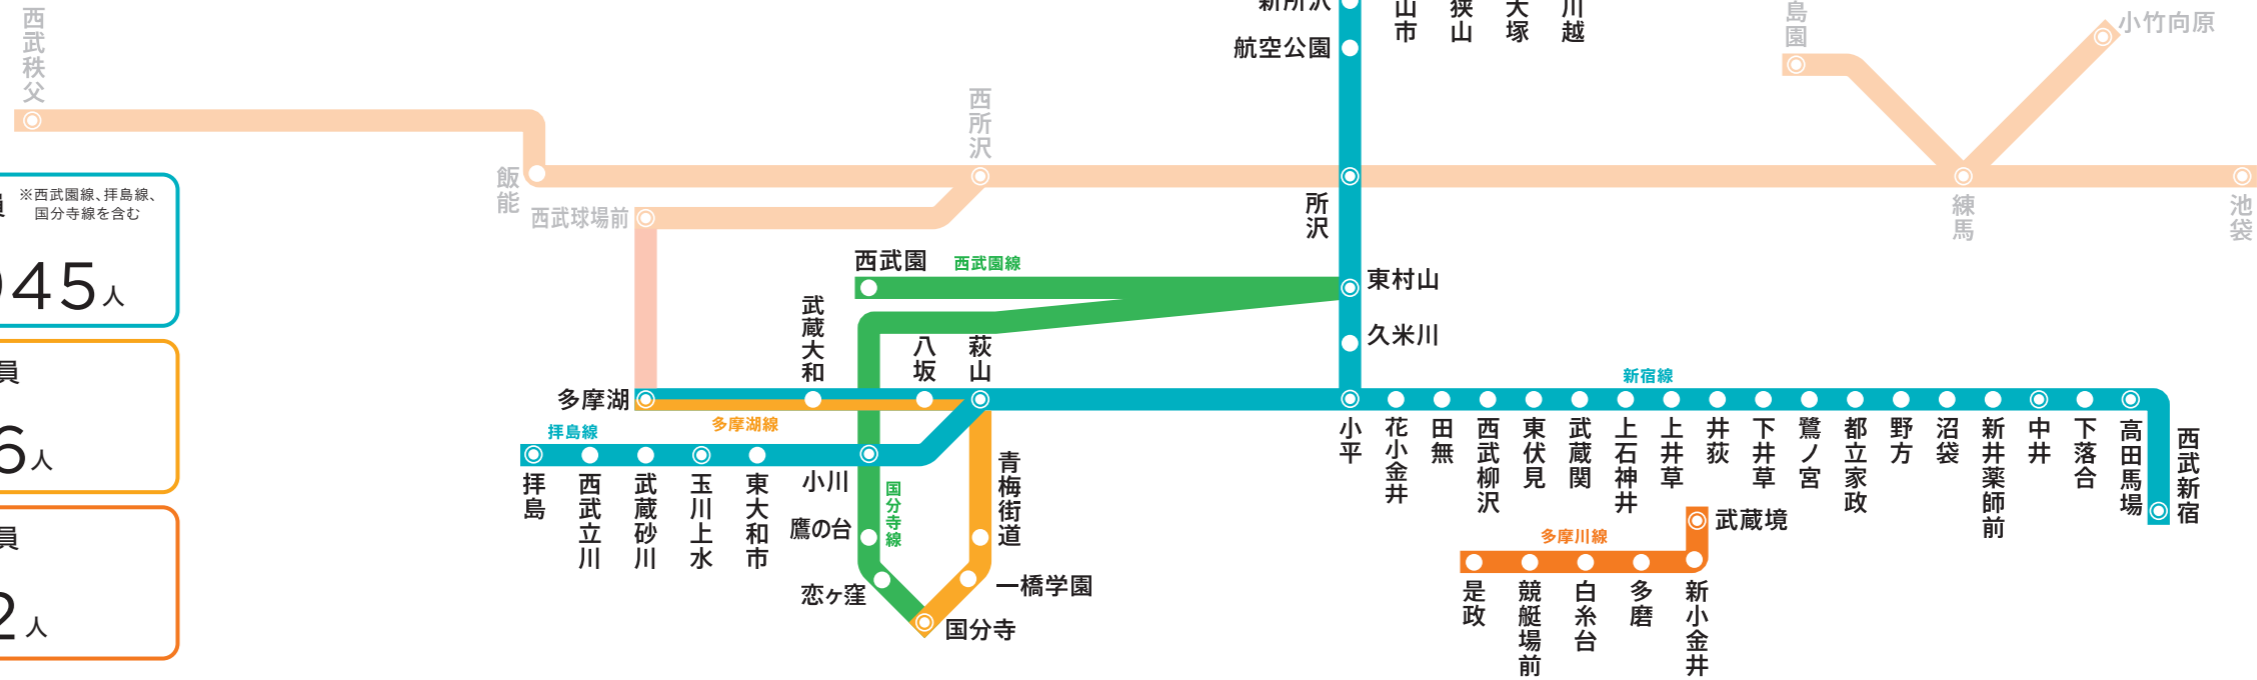 西武秩父
飯能
西武球場前
西所沢
航空公園
山市
狭山
大塚
川越
所沢
島園
小竹向原
練馬
池袋
員
※西武園線、拝島線、
国分寺線を含む
45人
員
6人
員
2人
西武園
西武園線
東村山
久米川
武蔵大和
八坂
萩山
多摩湖
多摩湖線
拝島線
拝島
西武立川
武蔵砂川
玉川上水
東大和市
小川
国分寺線
鷹の台
恋ヶ窪
国分寺
一橋学園
青梅街道
新宿線
小平
花小金井
田無
西武柳沢
東伏見
武蔵関
上石神井
上井草
井荻
下井草
鷺ノ宮
都立家政
野方
沼袋
新井薬師前
中井
下落合
高田馬場
西武新宿
多摩川線
武蔵境
新小金井
多磨
白糸台
競艇場前
是政